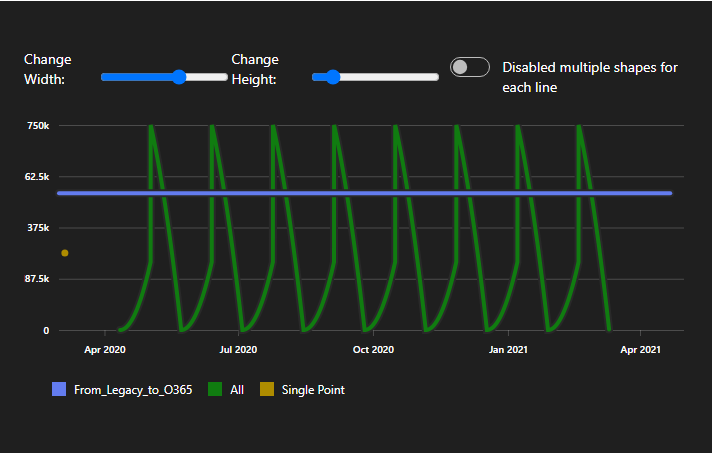 Change
Width:
Change
Height:
Disabled multiple shapes for
each line
750k
62.5k
375k
87.5k
0
Apr 2020
Jul 2020
Oct 2020
Jan 2021
Apr 2021
From_Legacy_to_O365
All
Single Point